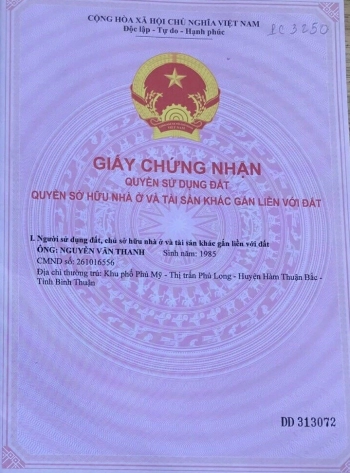 CỘNG HÒA XÃ HỘI CHỦ NGHĨA VIỆT NAM
Độc lập - Tự do - Hạnh phúc
DC 3250
GIẤY CHỨNG NHẬN
QUYỀN SỬ DỤNG ĐẤT
QUYỀN SỞ HỮU NHÀ Ở VÀ TÀI SẢN KHÁC GẮN LIỀN VỚI ĐẤT
I. Người sử dụng đất, chủ sở hữu nhà ở và tài sản khác gắn liền với đất
ÔNG: NGUYỄN VĂN THANH Sinh năm: 1985
CMND số: 261016556
Địa chỉ thường trú: Khu phố Phú Mỹ - Thị trấn Phú Long - Huyện Hàm Thuận Bắc -
Tỉnh Bình Thuận
DD 313072